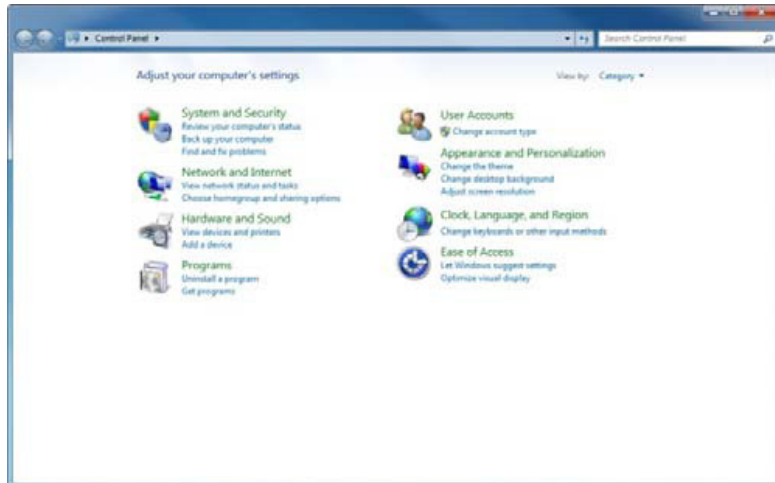 Control Panel
Search Control Panel
Adjust your computer's settings
View by: Category
System and Security
Review your computer's status
Back up your computer
Find and fix problems
Network and Internet
View network status and tasks
Choose homegroup and sharing options
Hardware and Sound
View devices and printers
Add a device
Programs
Uninstall a program
Get programs
User Accounts
Change account type
Appearance and Personalization
Change the theme
Change desktop background
Adjust screen resolution
Clock, Language, and Region
Change keyboards or other input methods
Ease of Access
Let Windows suggest settings
Optimize visual display